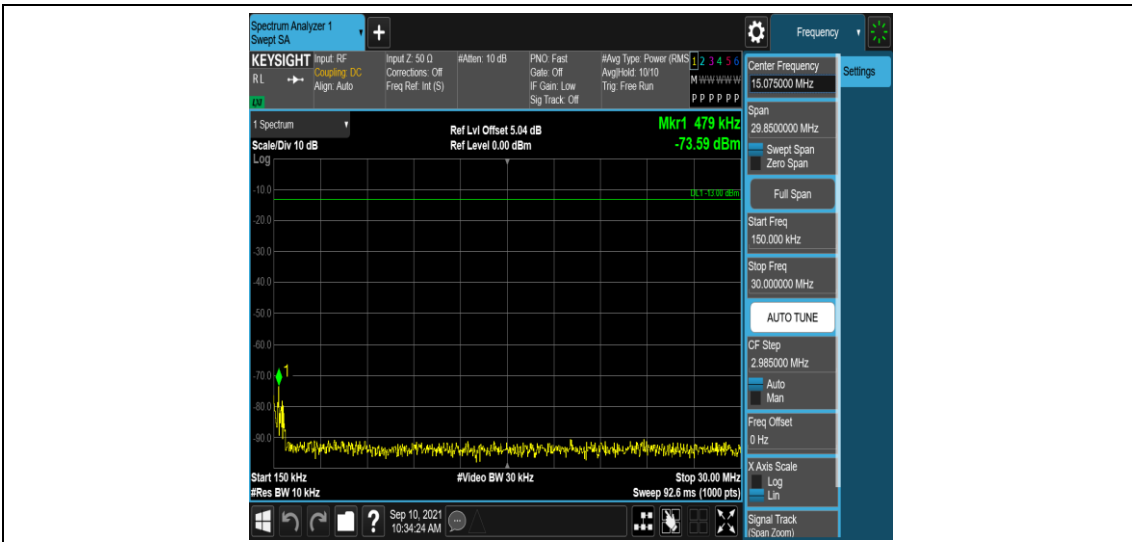 Spectrum Analyzer 1
Swept SA
+
Frequency
KEYSIGHT
R L
LNI
Input: RF
Coupling: DC
Align: Auto
Input Z: 50 Ω
Corrections: Off
Freq Ref: Int (S)
#Atten: 10 dB
PNO: Fast
Gate: Off
IF Gain: Low
Sig Track: Off
#Avg Type: Power (RMS
Avg|Hold: 10/10
Trig: Free Run
1 2 3 4 5 6
M W W W W W
P P P P P P
1 Spectrum
Scale/Div 10 dB
Log
Ref Lvl Offset 5.04 dB
Ref Level 0.00 dBm
Mkr1 479 kHz
-73.59 dBm
DL1 -13.00 dBm
-10.0
-20.0
-30.0
-40.0
-50.0
-60.0
-70.0
1
-80.0
-90.0
Start 150 kHz
#Res BW 10 kHz
#Video BW 30 kHz
Stop 30.00 MHz
Sweep 92.6 ms (1000 pts)
?
Sep 10, 2021
10:34:24 AM
Center Frequency
15.075000 MHz
Settings
Span
29.8500000 MHz
Swept Span
Zero Span
Full Span
Start Freq
150.000 kHz
Stop Freq
30.000000 MHz
AUTO TUNE
CF Step
2.985000 MHz
Auto
Man
Freq Offset
0 Hz
X Axis Scale
Log
Lin
Signal Track
(Span Zoom)